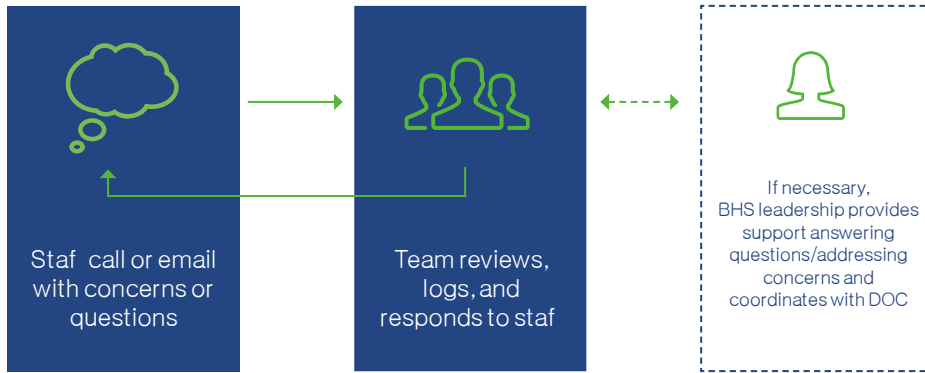 Staf call or email
with concerns or
questions
Team reviews,
logs, and
responds to staf
If necessary,
BHS leadership provides
support answering
questions/addressing
concerns and
coordinates with DOC